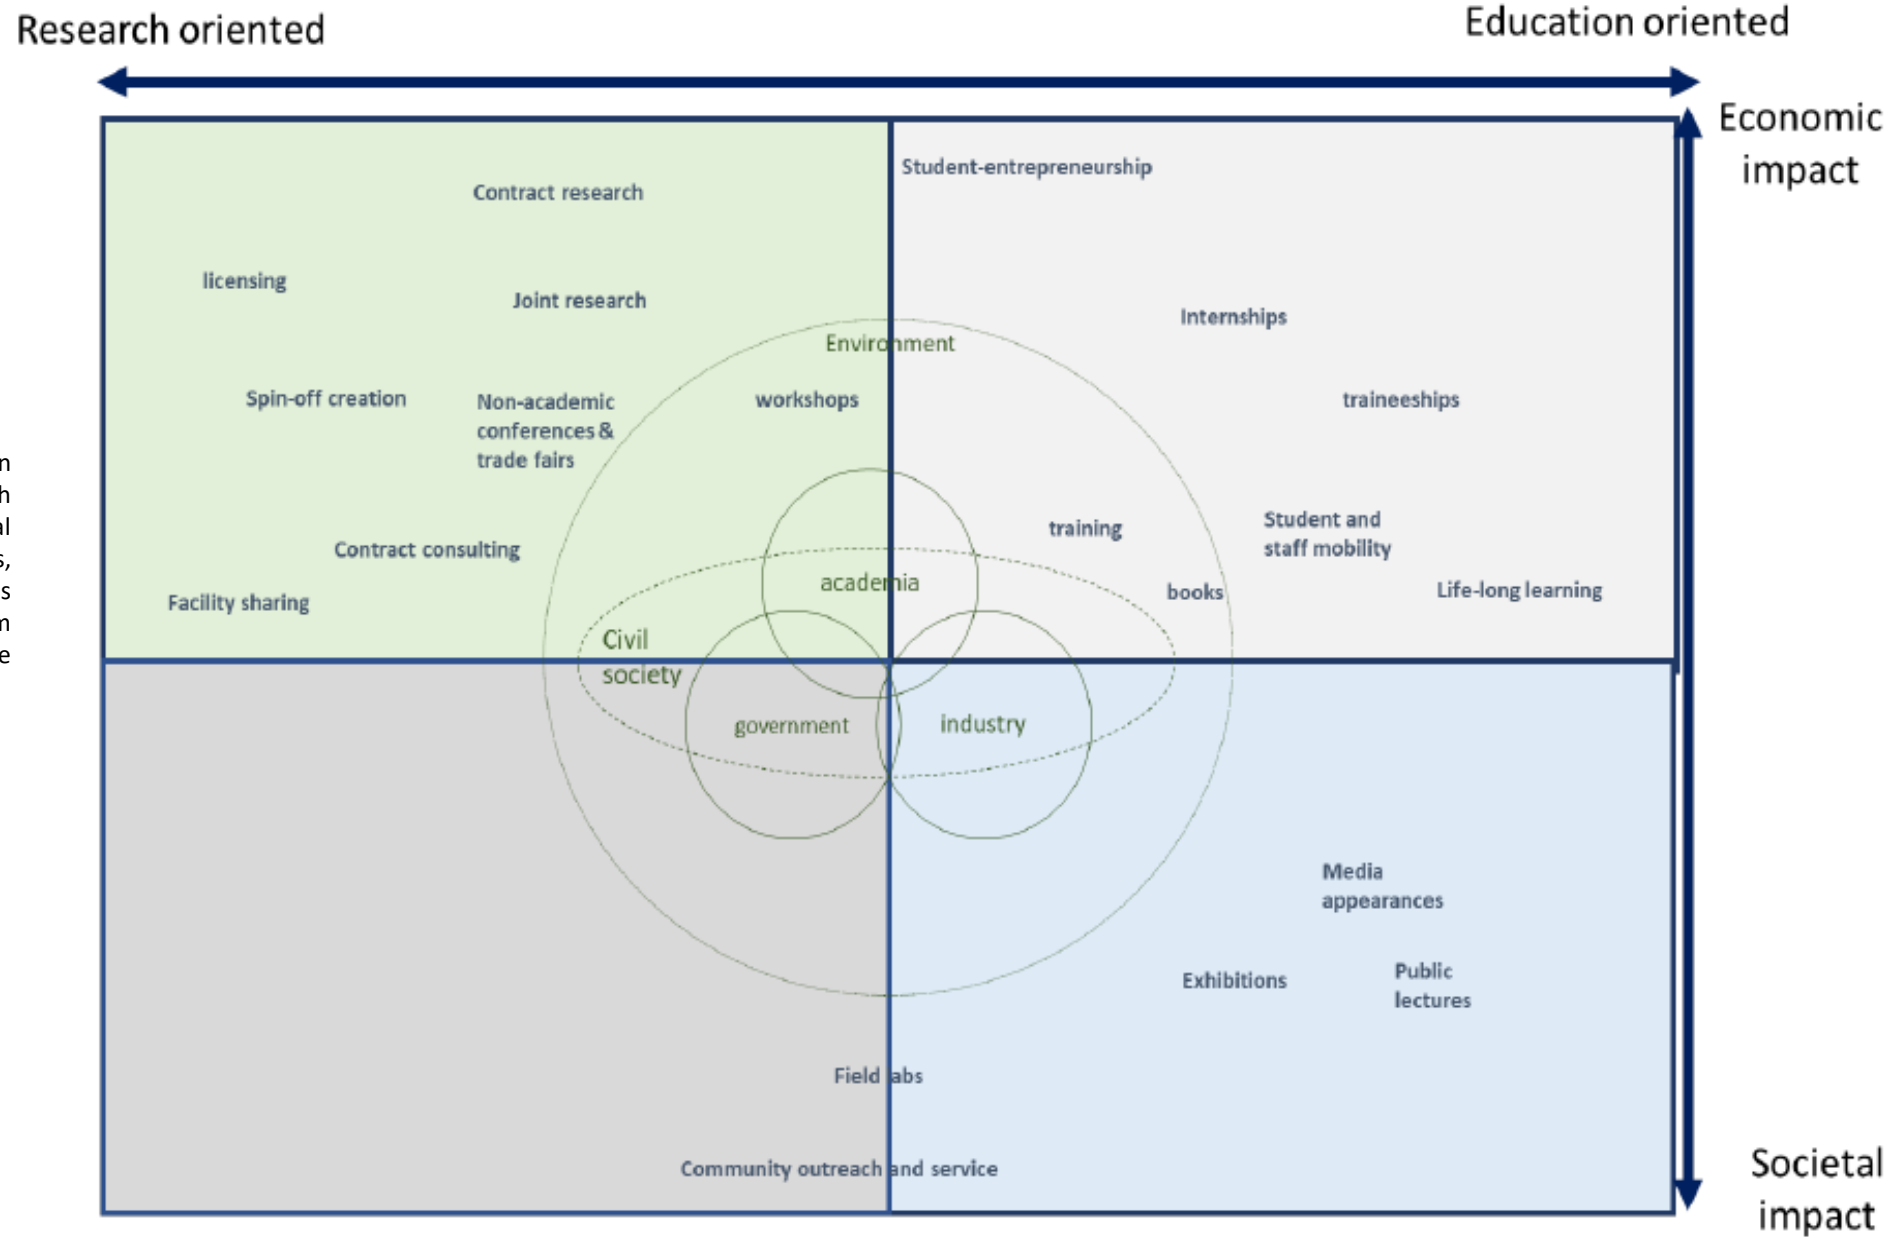 Research oriented
Education oriented
Economic
impact
Student-entrepreneurship
Contract research
licensing
Joint research
Internships
Environment
Spin-off creation
Non-academic
conferences &
trade fairs
workshops
traineeships
n
h
al
s,
s
n
e
training
Student and
staff mobility
Contract consulting
academia
books
Life-long learning
Facility sharing
Civil
society
government
industry
Media
appearances
Exhibitions
Public
lectures
Field abs
Community outreach and service
Societal
impact